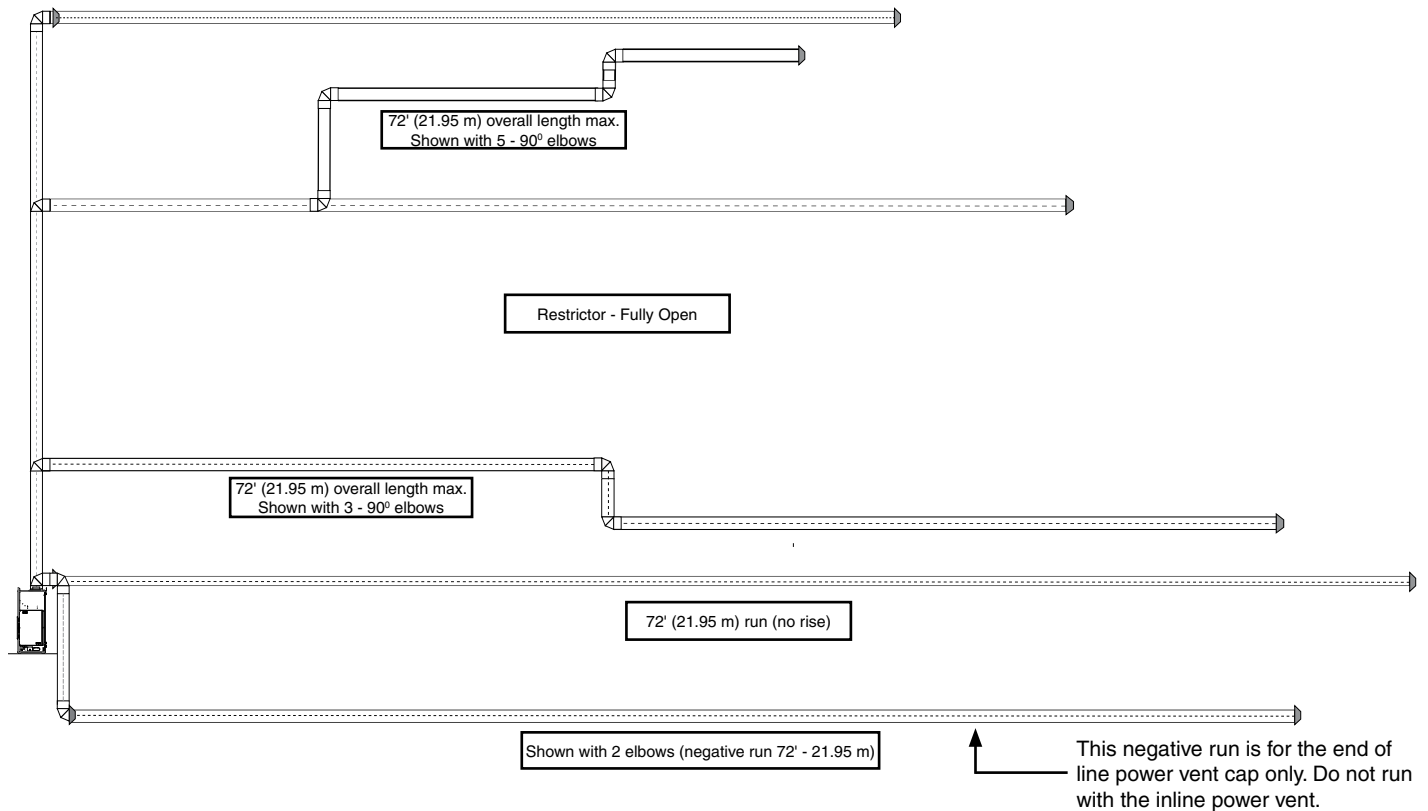 72' (21.95 m) overall length max.
Shown with 5 - 90⁰ elbows
Restrictor - Fully Open
72' (21.95 m) overall length max.
Shown with 3 - 90⁰ elbows
72' (21.95 m) run (no rise)
Shown with 2 elbows (negative run 72' - 21.95 m)
This negative run is for the end of
line power vent cap only. Do not run
with the inline power vent.